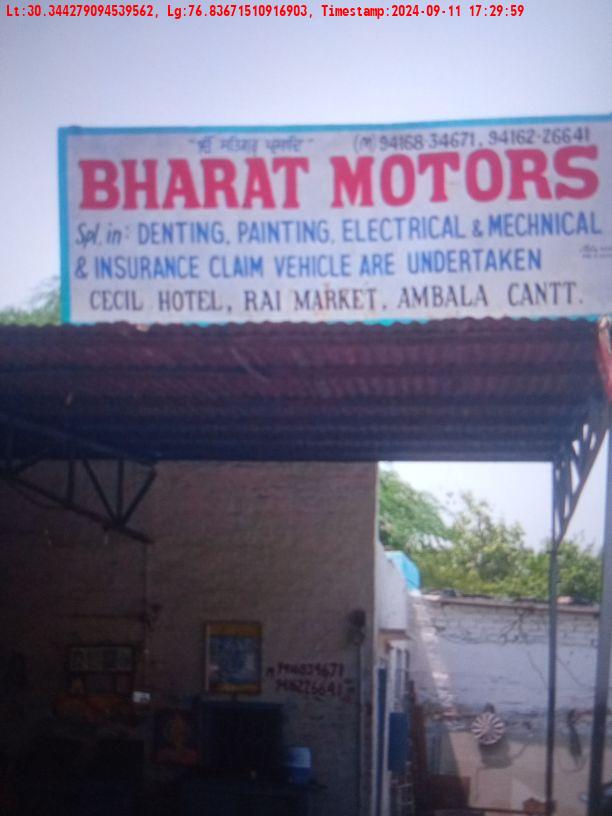 Lt:30.344279094539562, Lg:76.83671510916903, Timestamp:2024-09-11 17:29:59
"ੴ ਸਤਿਗੁਰ ਪ੍ਰਸਾਦਿ" (M) 94168-34671, 94162-26641
BHARAT MOTORS
Spl. in: DENTING, PAINTING, ELECTRICAL & MECHNICAL
& INSURANCE CLAIM VEHICLE ARE UNDERTAKEN
CECIL HOTEL, RAI MARKET. AMBALA CANTT.
M 9416834671
9416226641